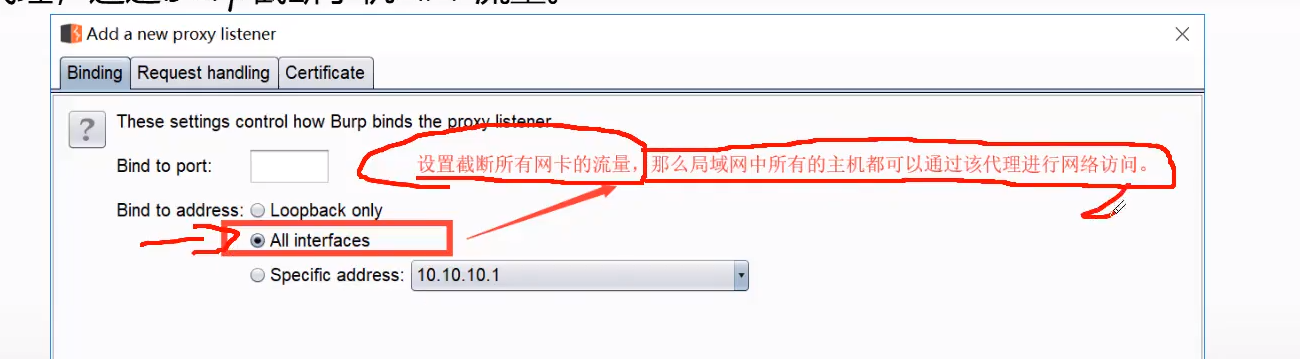 流量。
Add a new proxy listener
Binding Request handling Certificate
? These settings control how Burp binds the proxy listener
Bind to port: 设置截断所有网卡的流量，那么局域网中所有的主机都可以通过该代理进行网络访问。
Bind to address: Loopback only
All interfaces
Specific address: 10.10.10.1